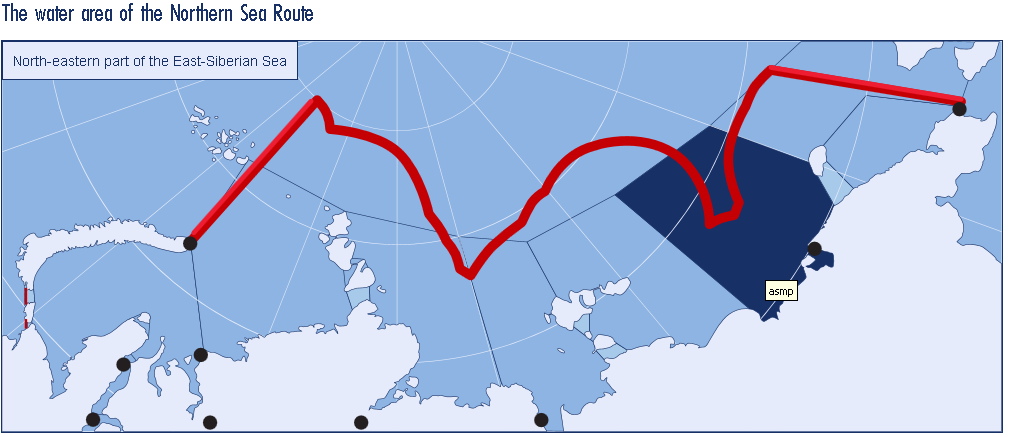 The water area of the Northern Sea Route
North-eastern part of the East-Siberian Sea
asmp